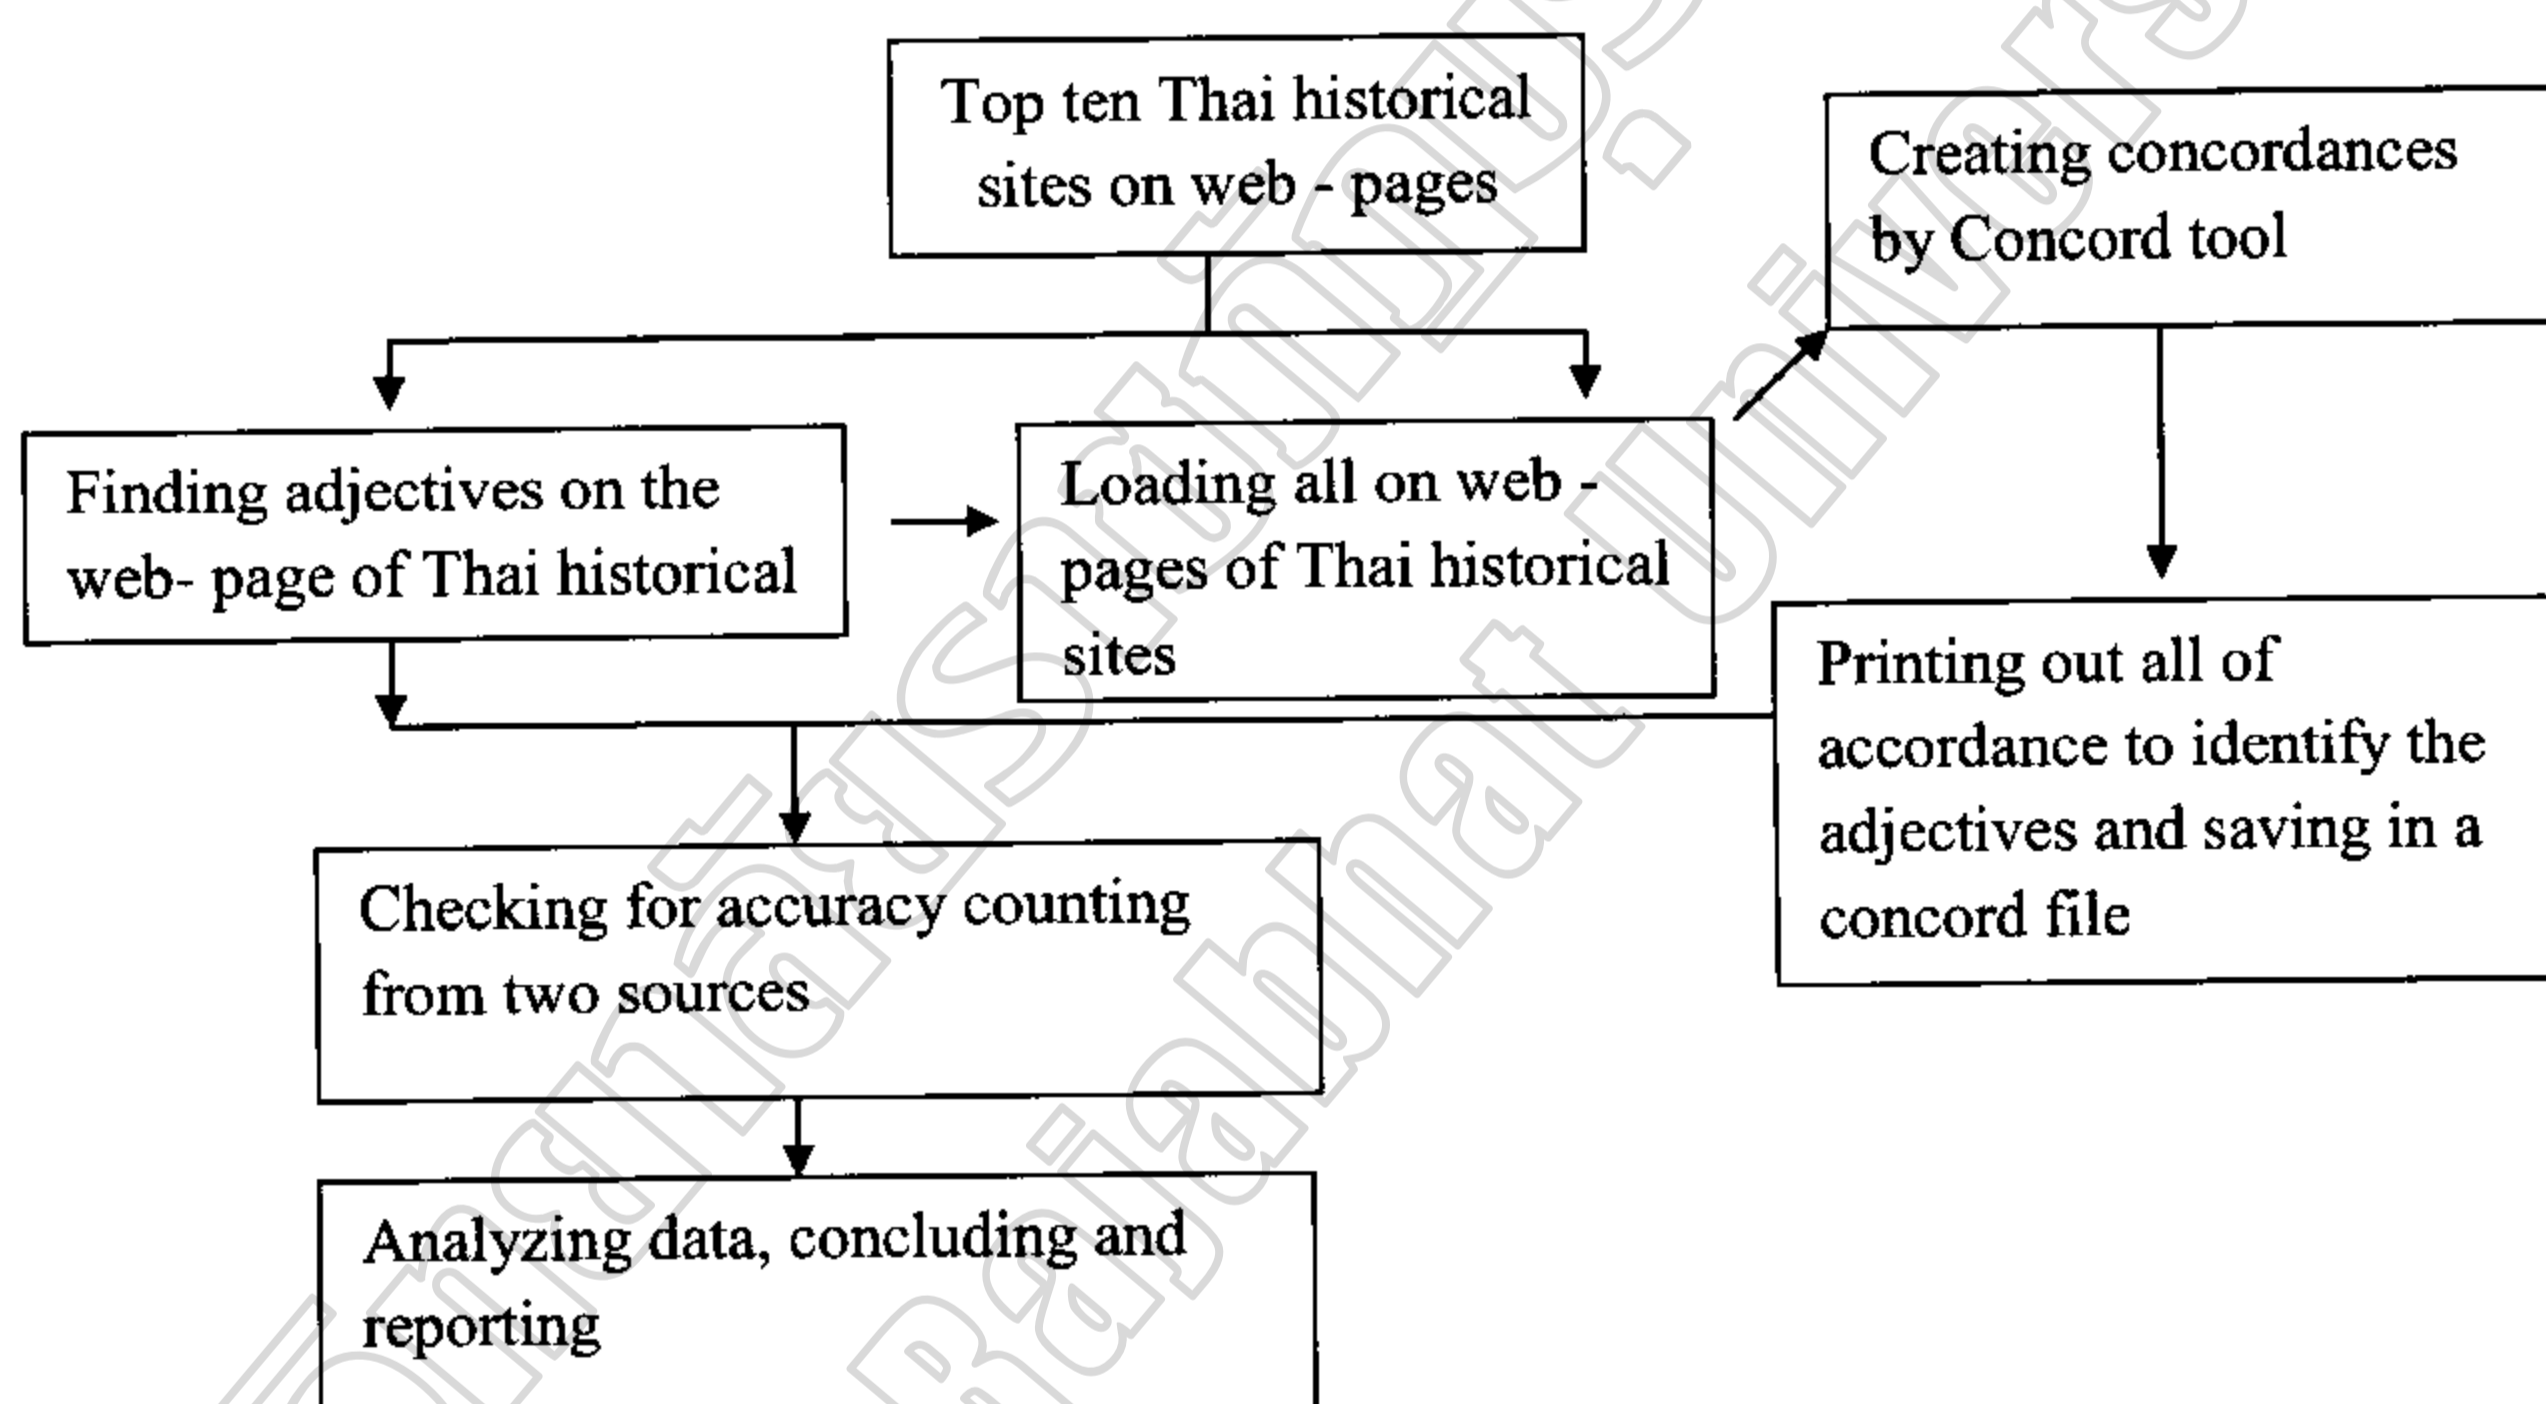 Top ten Thai historical
sites on web - pages
Creating concordances
by Concord tool
Finding adjectives on the
web- page of Thai historical
Loading all on web -
pages of Thai historical
sites
Printing out all of
accordance to identify the
adjectives and saving in a
concord file
Checking for accuracy counting
from two sources
Analyzing data, concluding and
reporting
Rajabhat Univers